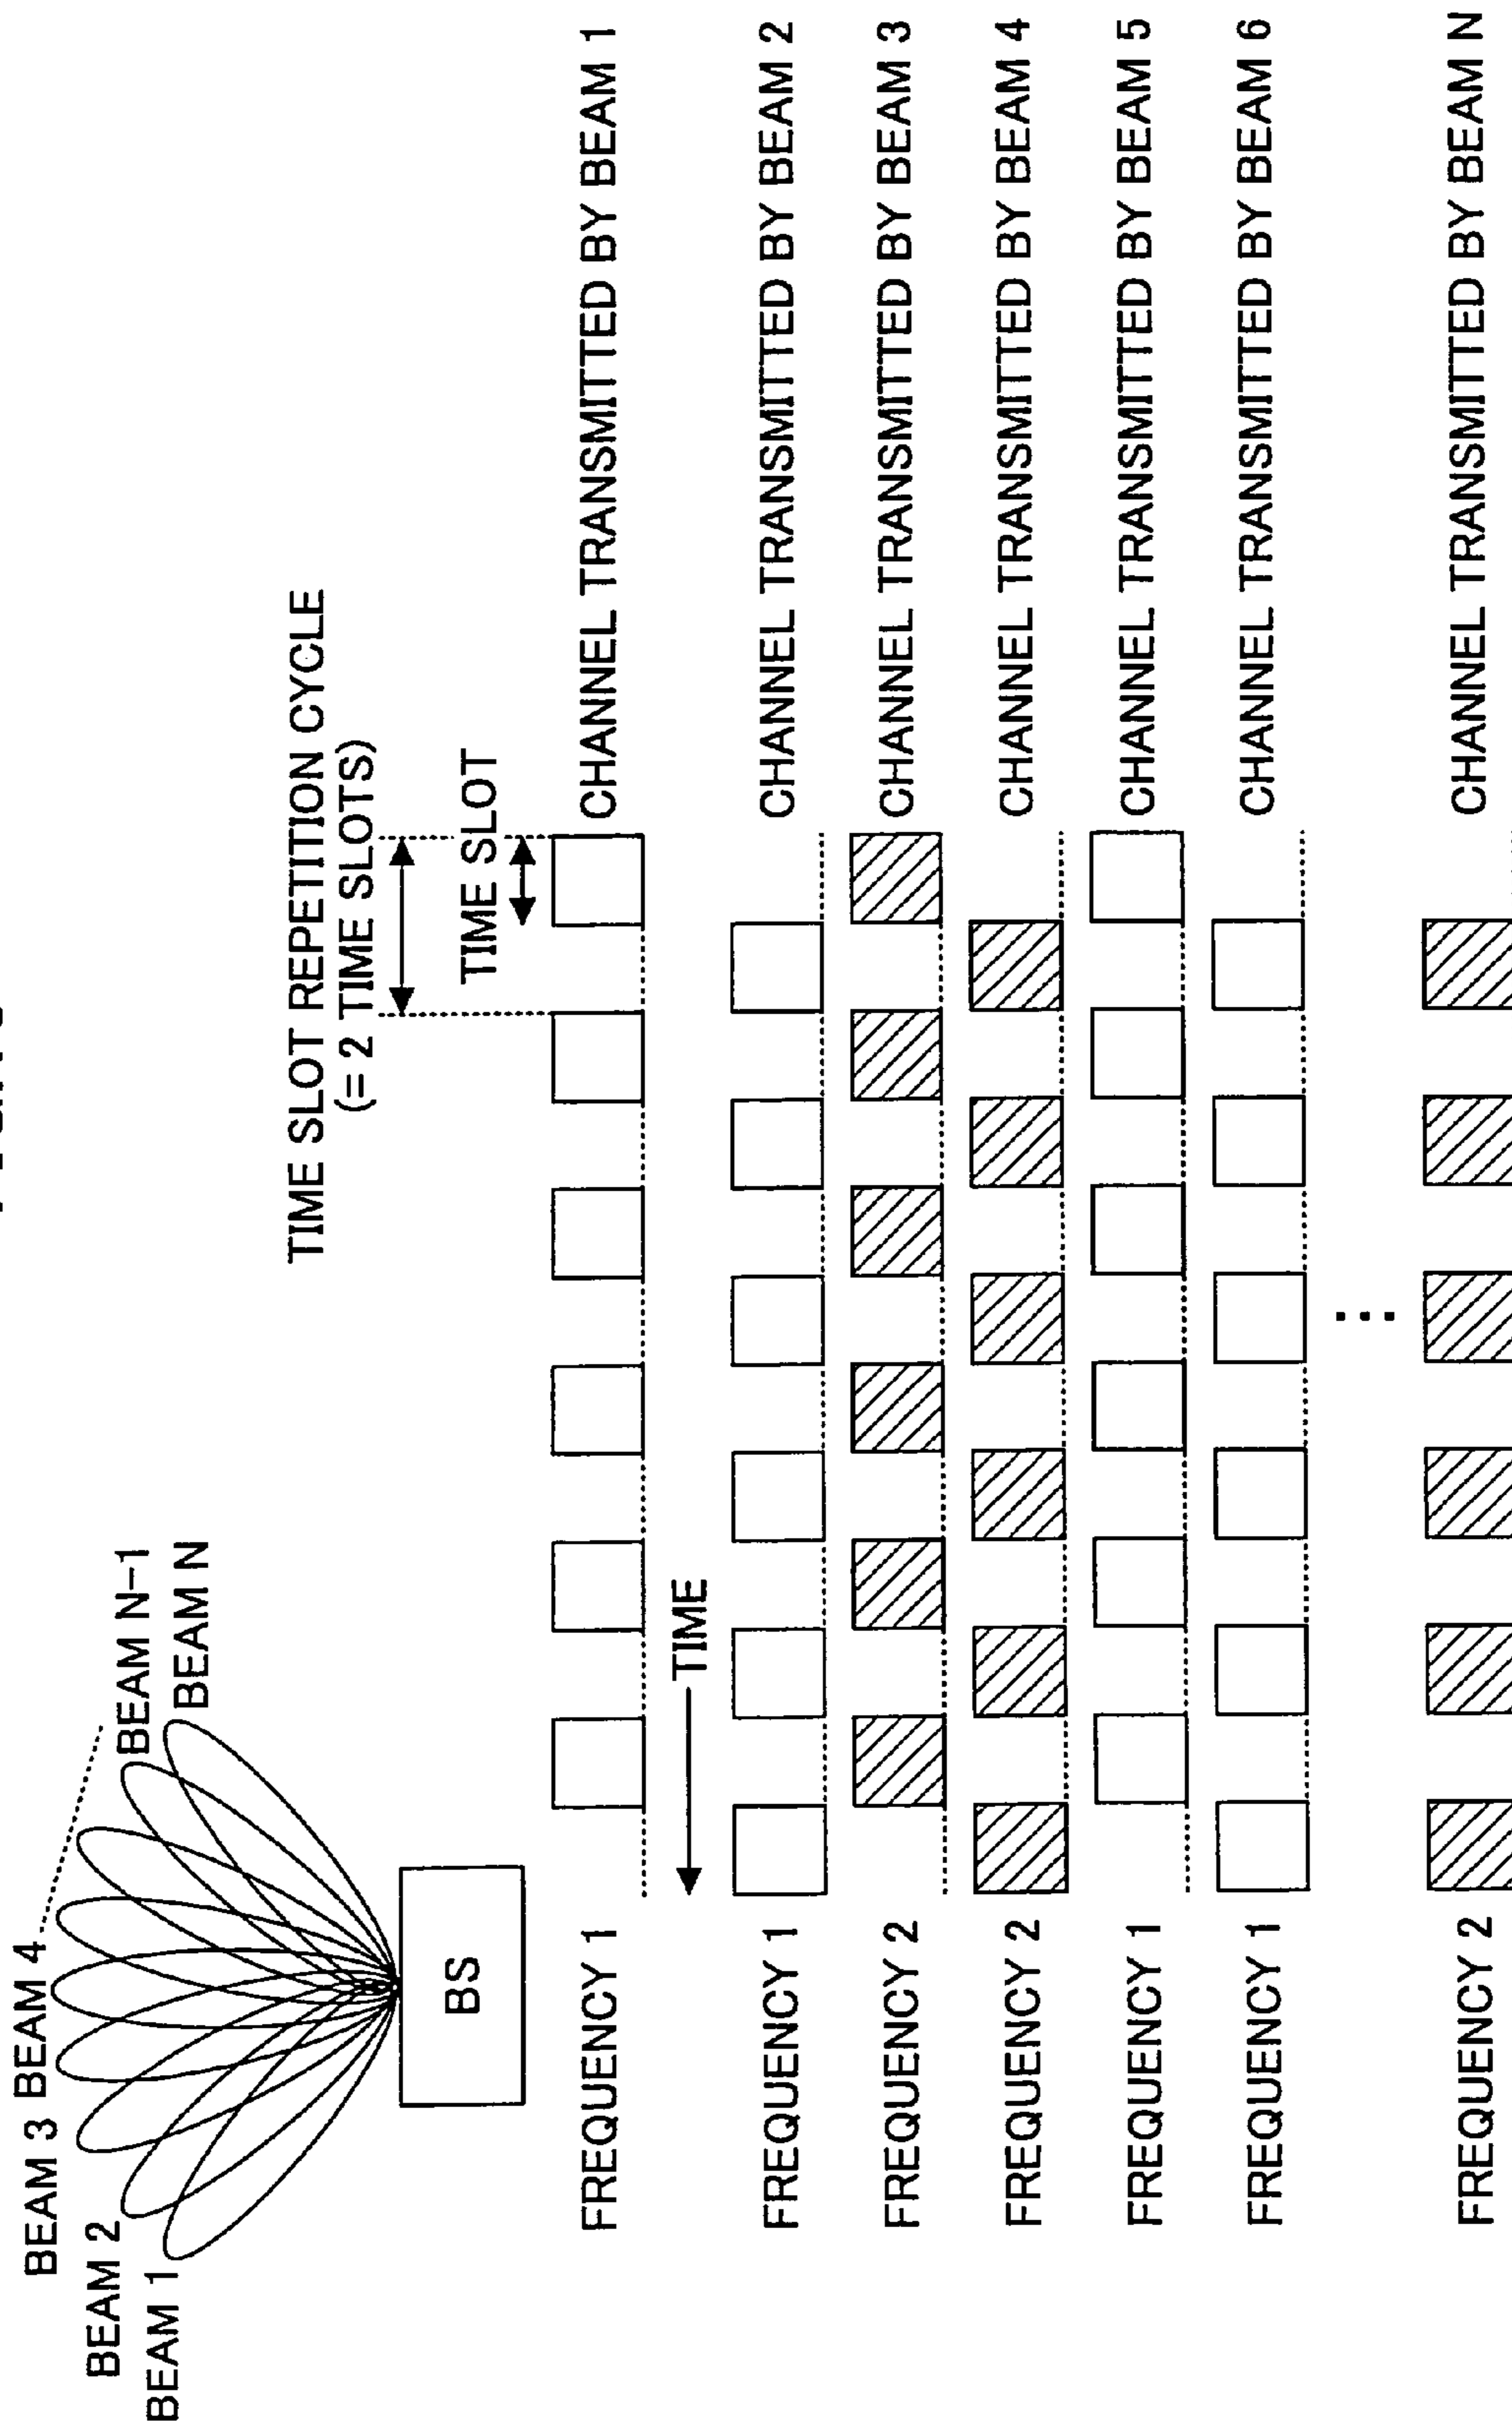 BEAM 1
BEAM 2
BEAM 3
BEAM 4
BEAM N-1
BEAM N
BS
TIME SLOT REPETITION CYCLE
(= 2 TIME SLOTS)
TIME SLOT
FREQUENCY 1
CHANNEL TRANSMITTED BY BEAM 1
TIME
FREQUENCY 1
CHANNEL TRANSMITTED BY BEAM 2
FREQUENCY 2
CHANNEL TRANSMITTED BY BEAM 3
FREQUENCY 2
CHANNEL TRANSMITTED BY BEAM 4
FREQUENCY 1
CHANNEL TRANSMITTED BY BEAM 5
FREQUENCY 1
CHANNEL TRANSMITTED BY BEAM 6
FREQUENCY 2
CHANNEL TRANSMITTED BY BEAM N